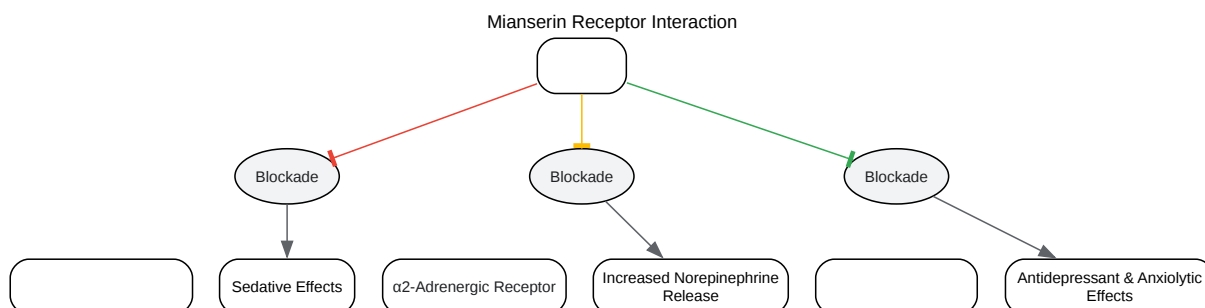 Mianserin Receptor Interaction
Blockade
Blockade
Blockade
Sedative Effects
α2-Adrenergic Receptor
Increased Norepinephrine
Release
Antidepressant & Anxiolytic
Effects